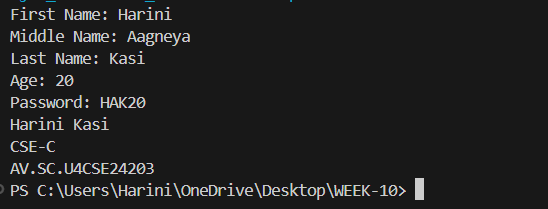 First Name: Harini
Middle Name: Aagneya
Last Name: Kasi
Age: 20
Password: HAK20
Harini Kasi
CSE-C
AV.SC.U4CSE24203
PS C:\Users\Harini\OneDrive\Desktop\WEEK-10>